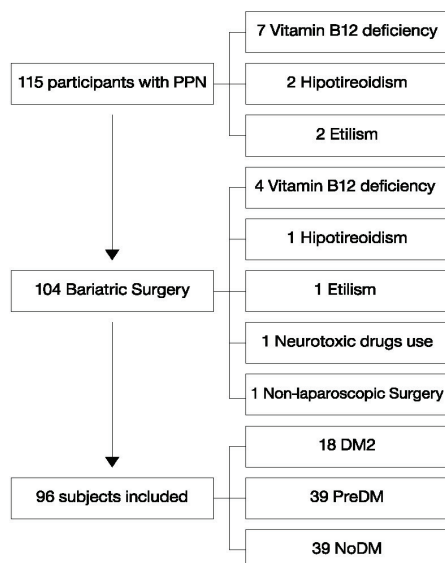 7 Vitamin B12 deficiency
115 participants with PPN
2 Hipotireoidism
2 Etilism
4 Vitamin B12 deficiency
1 Hipotireoidism
104 Bariatric Surgery
1 Etilism
1 Neurotoxic drugs use
1 Non-laparoscopic Surgery
18 DM2
96 subjects included
39 PreDM
39 NoDM